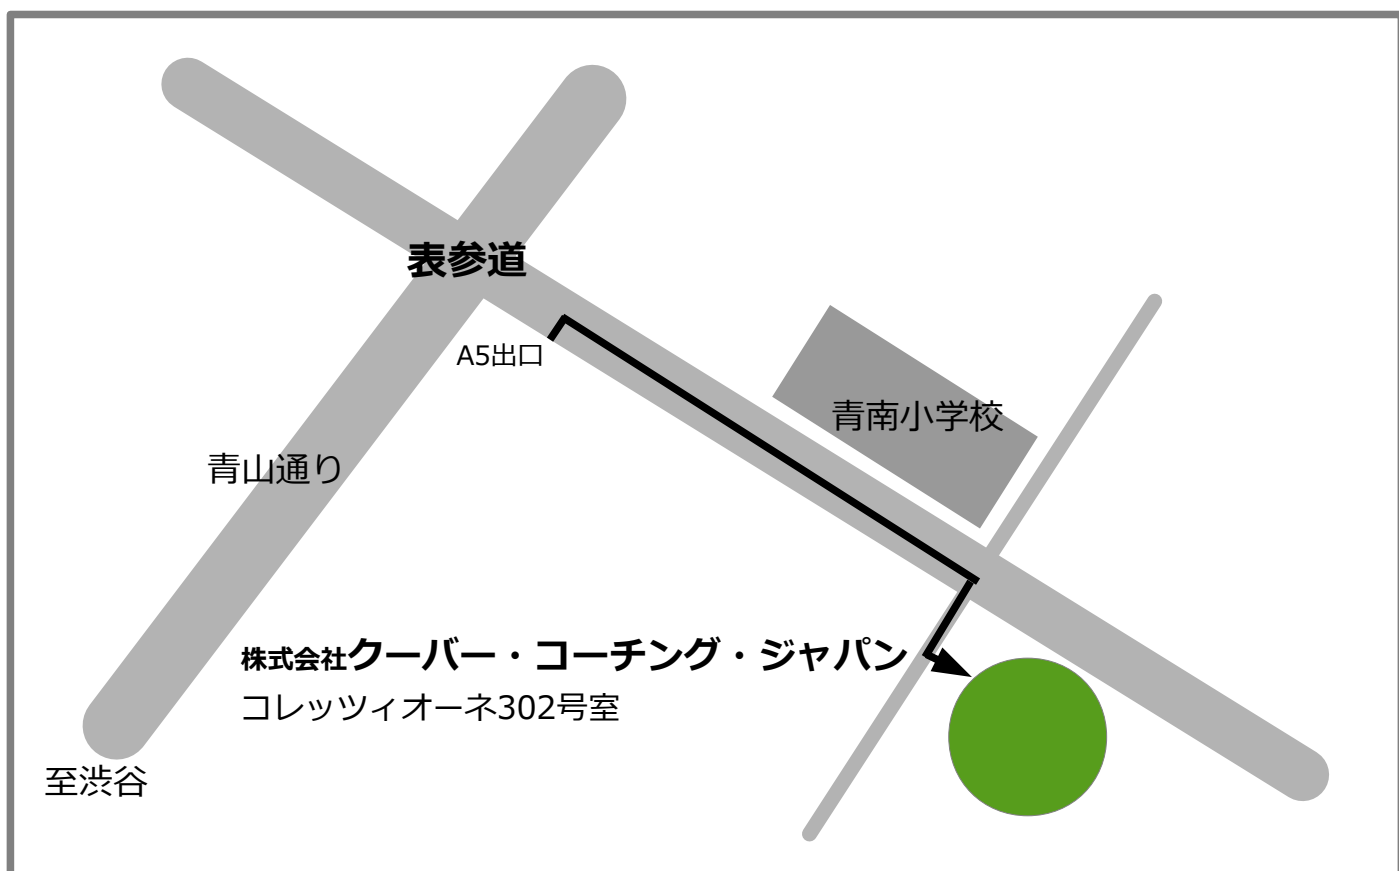 表参道
A5出口
青南小学校
青山通り
株式会社クーバー・コーチング・ジャパン
コレッツィオーネ302号室
至渋谷